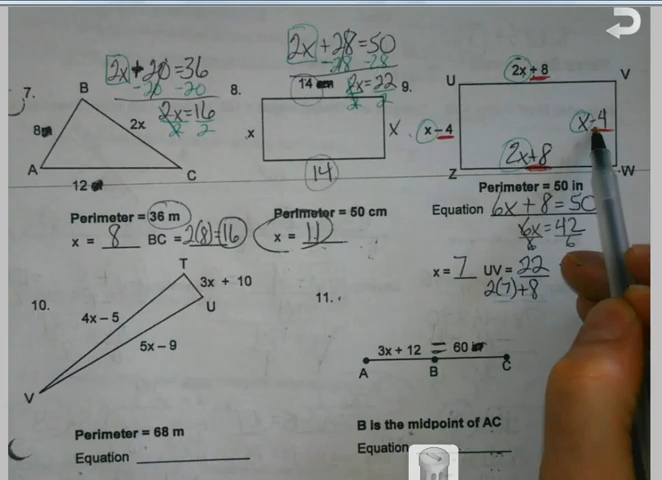 7.
2x + 20 = 36
-20 -20
2x = 16
2 2
B
8
2x
A
C
12
Perimeter = 36 m
x = 8 BC = 2(8) = 16
8.
2x + 28 = 50
-28 -28
2x = 22
2 2
14 cm
x
x
14
Perimeter = 50 cm
x = 11
9.
U
2x + 8
V
x - 4
x - 4
2x + 8
Z
W
Perimeter = 50 in
Equation 6x + 8 = 50
6x = 42
6 6
x = 7 UV = 22
2(7) + 8
10.
T
3x + 10
4x – 5
U
5x – 9
V
Perimeter = 68 m
Equation
11.
3x + 12 = 60
A
B
C
B is the midpoint of AC
Equation